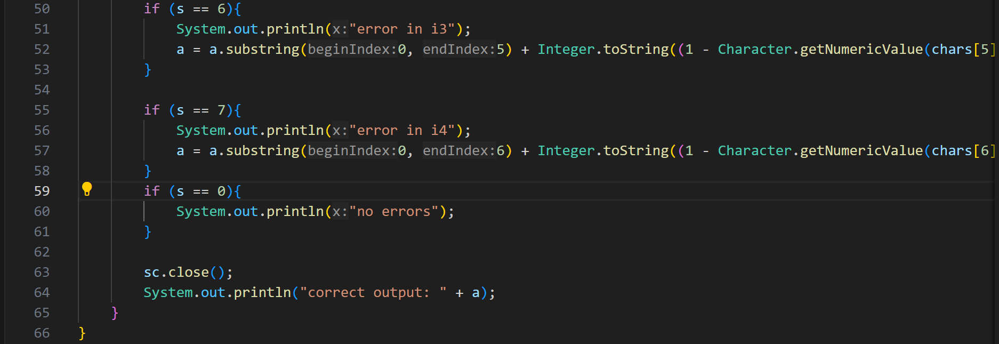 50 if (s == 6){
51 System.out.println(x:"error in i3");
52 a = a.substring(beginIndex:0, endIndex:5) + Integer.toString((1 - Character.getNumericValue(chars[5]
53 }
54
55 if (s == 7){
56 System.out.println(x:"error in i4");
57 a = a.substring(beginIndex:0, endIndex:6) + Integer.toString((1 - Character.getNumericValue(chars[6]
58 }
59 if (s == 0){
60 System.out.println(x:"no errors");
61 }
62
63 sc.close();
64 System.out.println("correct output: " + a);
65 }
66 }